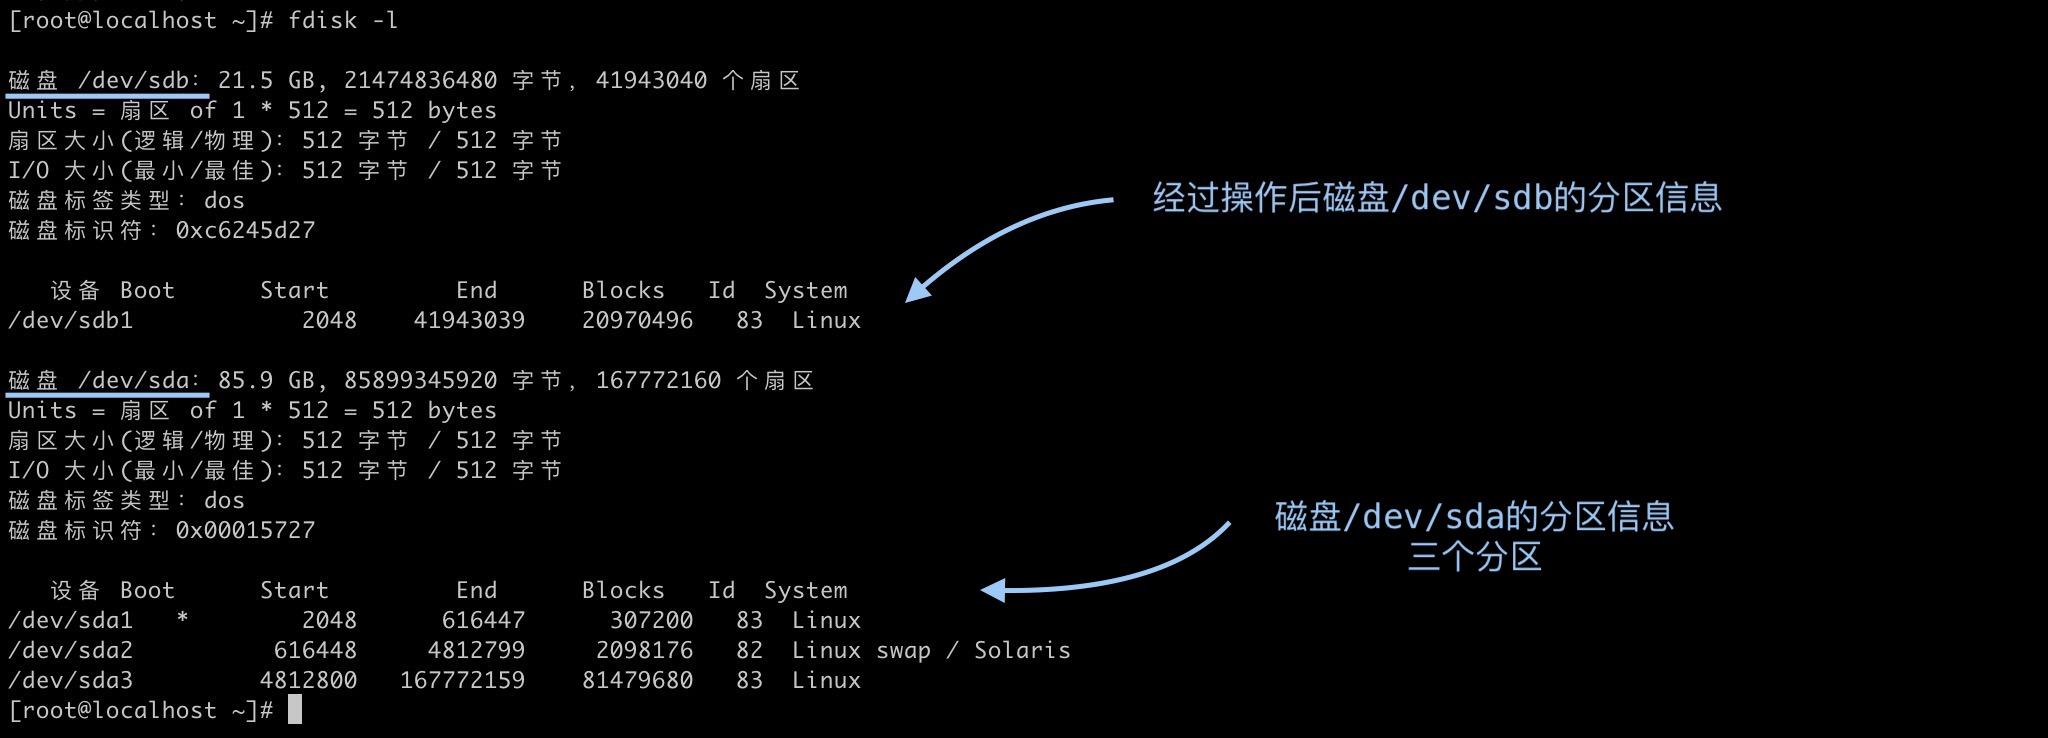 [root@localhost ~]# fdisk -l
磁盘 /dev/sdb：21.5 GB, 21474836480 字节，41943040 个扇区
Units = 扇区 of 1 * 512 = 512 bytes
扇区大小(逻辑/物理)：512 字节 / 512 字节
I/O 大小(最小/最佳)：512 字节 / 512 字节
磁盘标签类型：dos
磁盘标识符：0xc6245d27
经过操作后磁盘/dev/sdb的分区信息
设备 Boot      Start         End      Blocks   Id  System
/dev/sdb1            2048    41943039    20970496   83  Linux
磁盘 /dev/sda：85.9 GB, 85899345920 字节，167772160 个扇区
Units = 扇区 of 1 * 512 = 512 bytes
扇区大小(逻辑/物理)：512 字节 / 512 字节
I/O 大小(最小/最佳)：512 字节 / 512 字节
磁盘标签类型：dos
磁盘标识符：0x00015727
磁盘/dev/sda的分区信息
三个分区
设备 Boot      Start         End      Blocks   Id  System
/dev/sda1   *        2048      616447      307200   83  Linux
/dev/sda2          616448     4812799     2098176   82  Linux swap / Solaris
/dev/sda3         4812800   167772159    81479680   83  Linux
[root@localhost ~]#